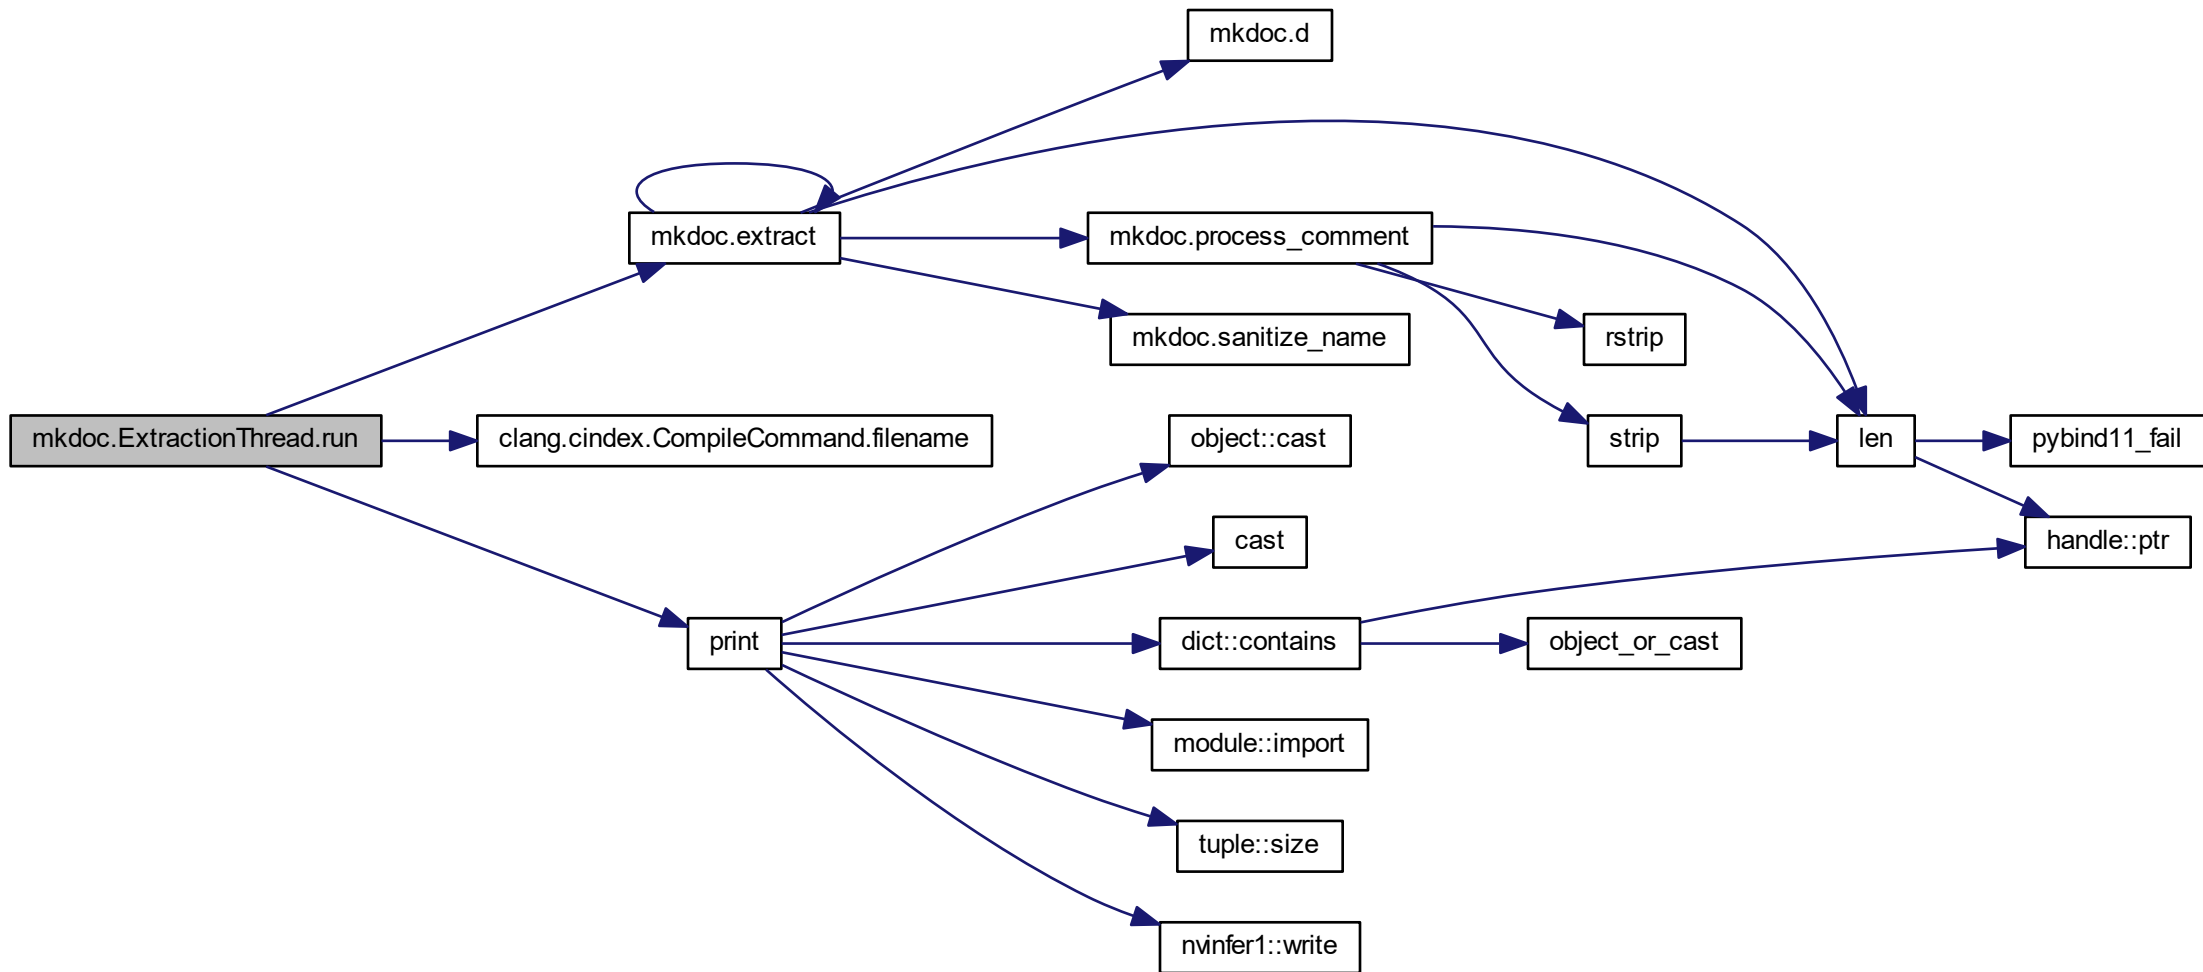 mkdoc.d
mkdoc.extract
mkdoc.process_comment
mkdoc.sanitize_name
rstrip
mkdoc.ExtractionThread.run
clang.cindex.CompileCommand.filename
object::cast
strip
len
pybind11_fail
cast
handle::ptr
print
dict::contains
object_or_cast
module::import
tuple::size
nvinfer1::write